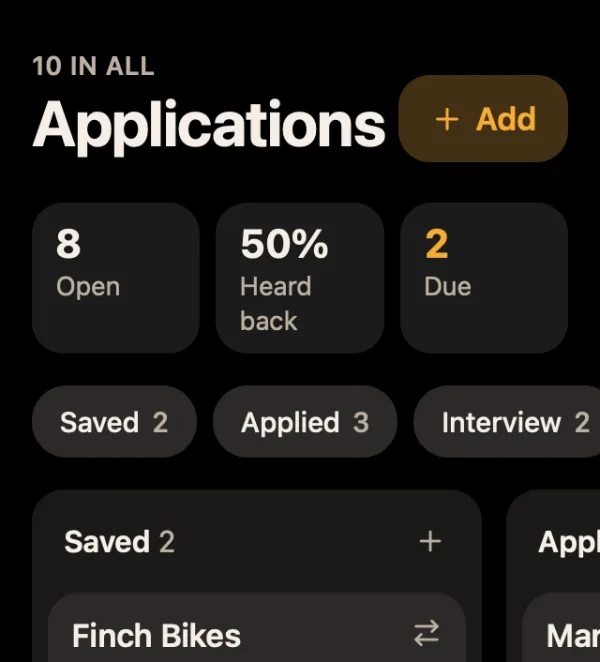 10 IN ALL
Applications
+ Add
8
Open
50%
Heard
back
2
Due
Saved 2
Applied 3
Interview 2
Saved 2
Finch Bikes